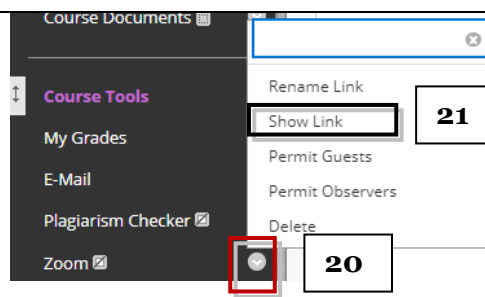 Course Documents
Course Tools
My Grades
E-Mail
Plagiarism Checker
Zoom
Rename Link
Show Link
Permit Guests
Permit Observers
Delete
21
20